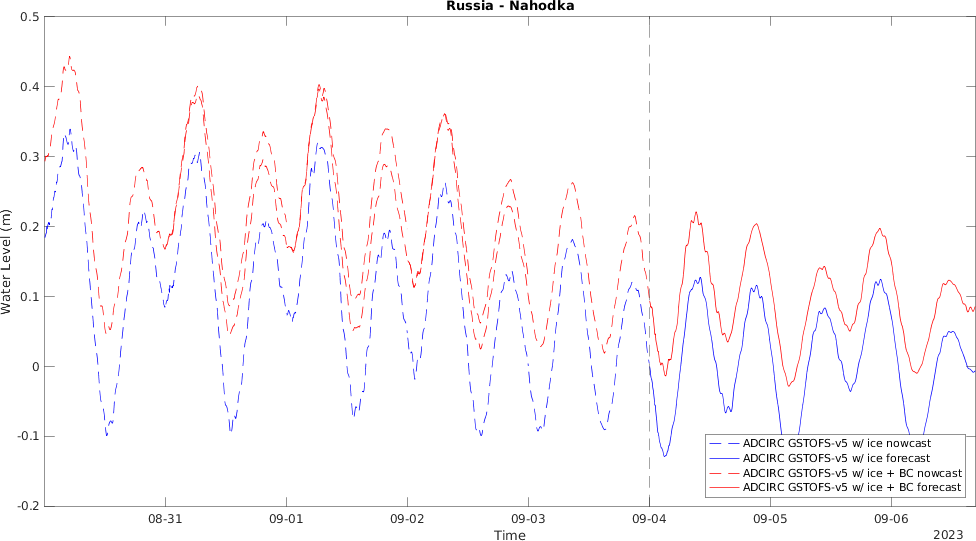 Russia - Nahodka
Water Level (m)
0.5
0.4
0.3
0.2
0.1
0
-0.1
-0.2
ADCIRC GSTOFS-v5 w/ ice nowcast
ADCIRC GSTOFS-v5 w/ ice forecast
ADCIRC GSTOFS-v5 w/ ice + BC nowcast
ADCIRC GSTOFS-v5 w/ ice + BC forecast
08-31
09-01
09-02
09-03
09-04
09-05
09-06
Time
2023